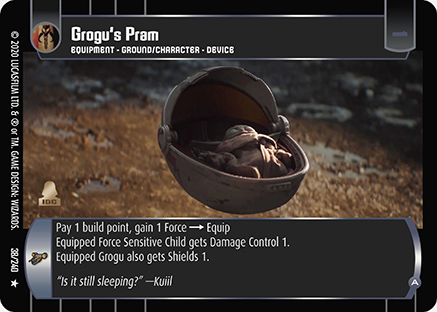 Grogu's Pram
EQUIPMENT - GROUND/CHARACTER - DEVICE
IDC
Pay 1 build point, gain 1 Force → Equip
Equipped Force Sensitive Child gets Damage Control 1.
Equipped Grogu also gets Shields 1.
"Is it still sleeping?" —Kuiil
A
© 2020 LUCASFILM LTD. & ® or TM. GAME DESIGN: WIZARDS.
28/240